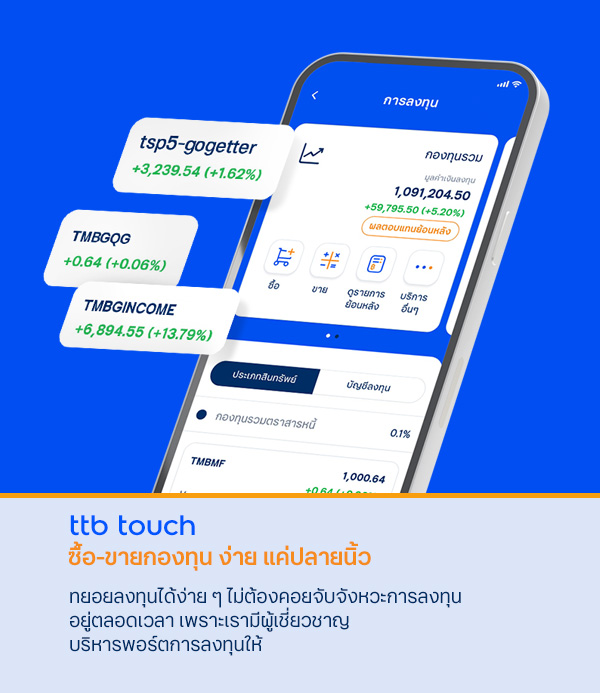 การลงทุน
กองทุนรวม
มูลค่าเงินลงทุน
1,091,204.50
+59,795.50 (+5.20%)
ผลตอบแทนย้อนหลัง
ซื้อ
ขาย
ดูรายการ
ย้อนหลัง
บริการ
อื่นๆ
tsp5-gogetter
+3,239.54 (+1.62%)
TMBGQG
+0.64 (+0.06%)
TMBGINCOME
+6,894.55 (+13.79%)
ประเภทสินทรัพย์
บัญชีลงทุน
กองทุนรวมตราสารหนี้
0.1%
TMBMF
1,000.64
ttb touch
ซื้อ-ขายกองทุน ง่าย แค่ปลายนิ้ว
ทยอยลงทุนได้ง่าย ๆ ไม่ต้องคอยจับจังหวะการลงทุน
อยู่ตลอดเวลา เพราะเรามีผู้เชี่ยวชาญ
บริหารพอร์ตการลงทุนให้